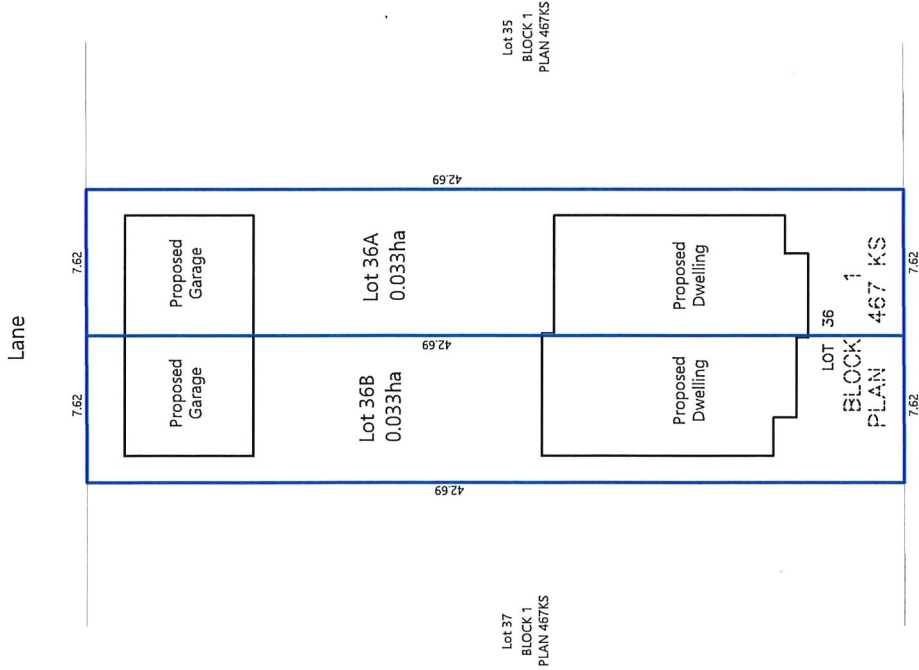 Lane
Lot 35
BLOCK 1
PLAN 467KS
7.62
7.62
42.69
Proposed
Garage
Proposed
Garage
Lot 36B
0.033ha
42.69
Lot 36A
0.033ha
42.69
Proposed
Dwelling
Proposed
Dwelling
LOT 36
BLOCK 1
PLAN 467 KS
7.62
7.62
Lot 37
BLOCK 1
PLAN 467KS